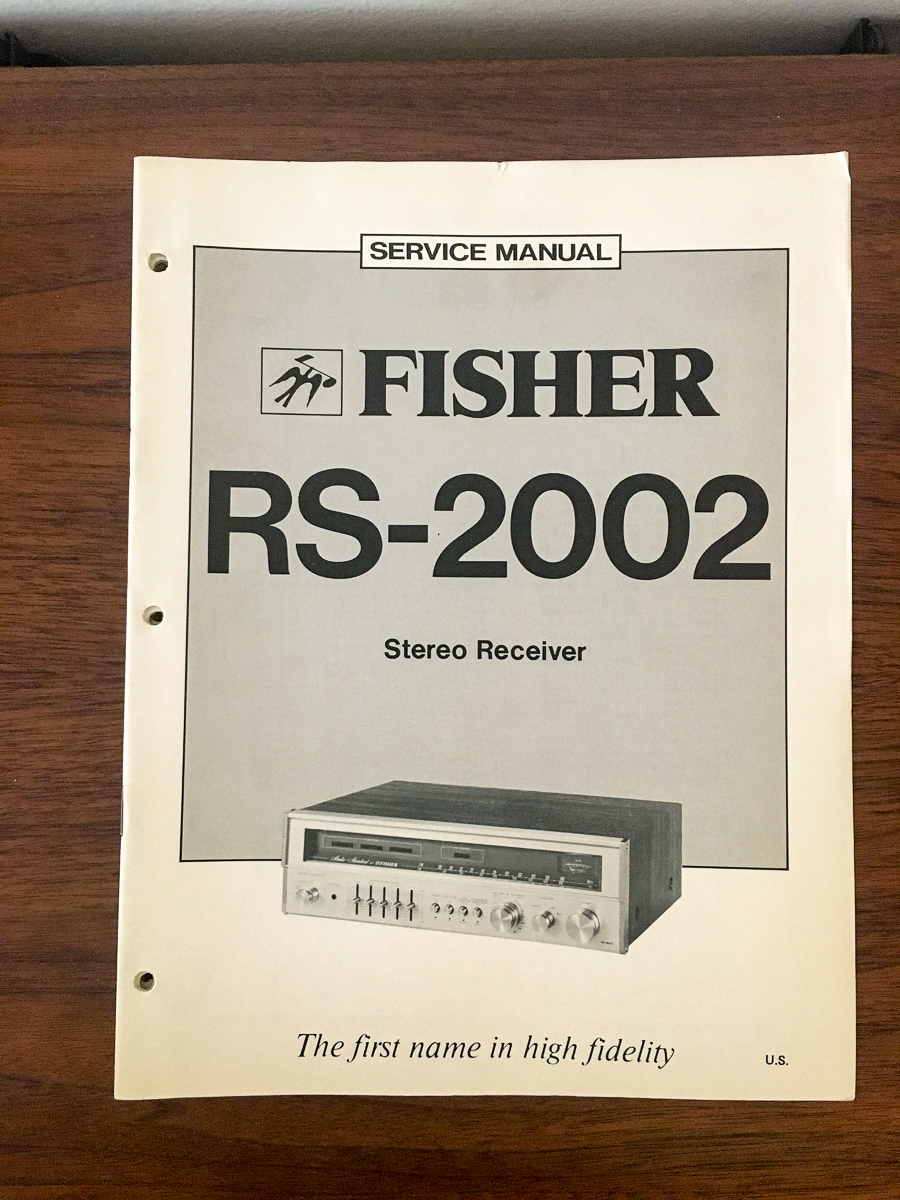 SERVICE MANUAL
FISHER
RS-2002
Stereo Receiver
The first name in high fidelity
U.S.